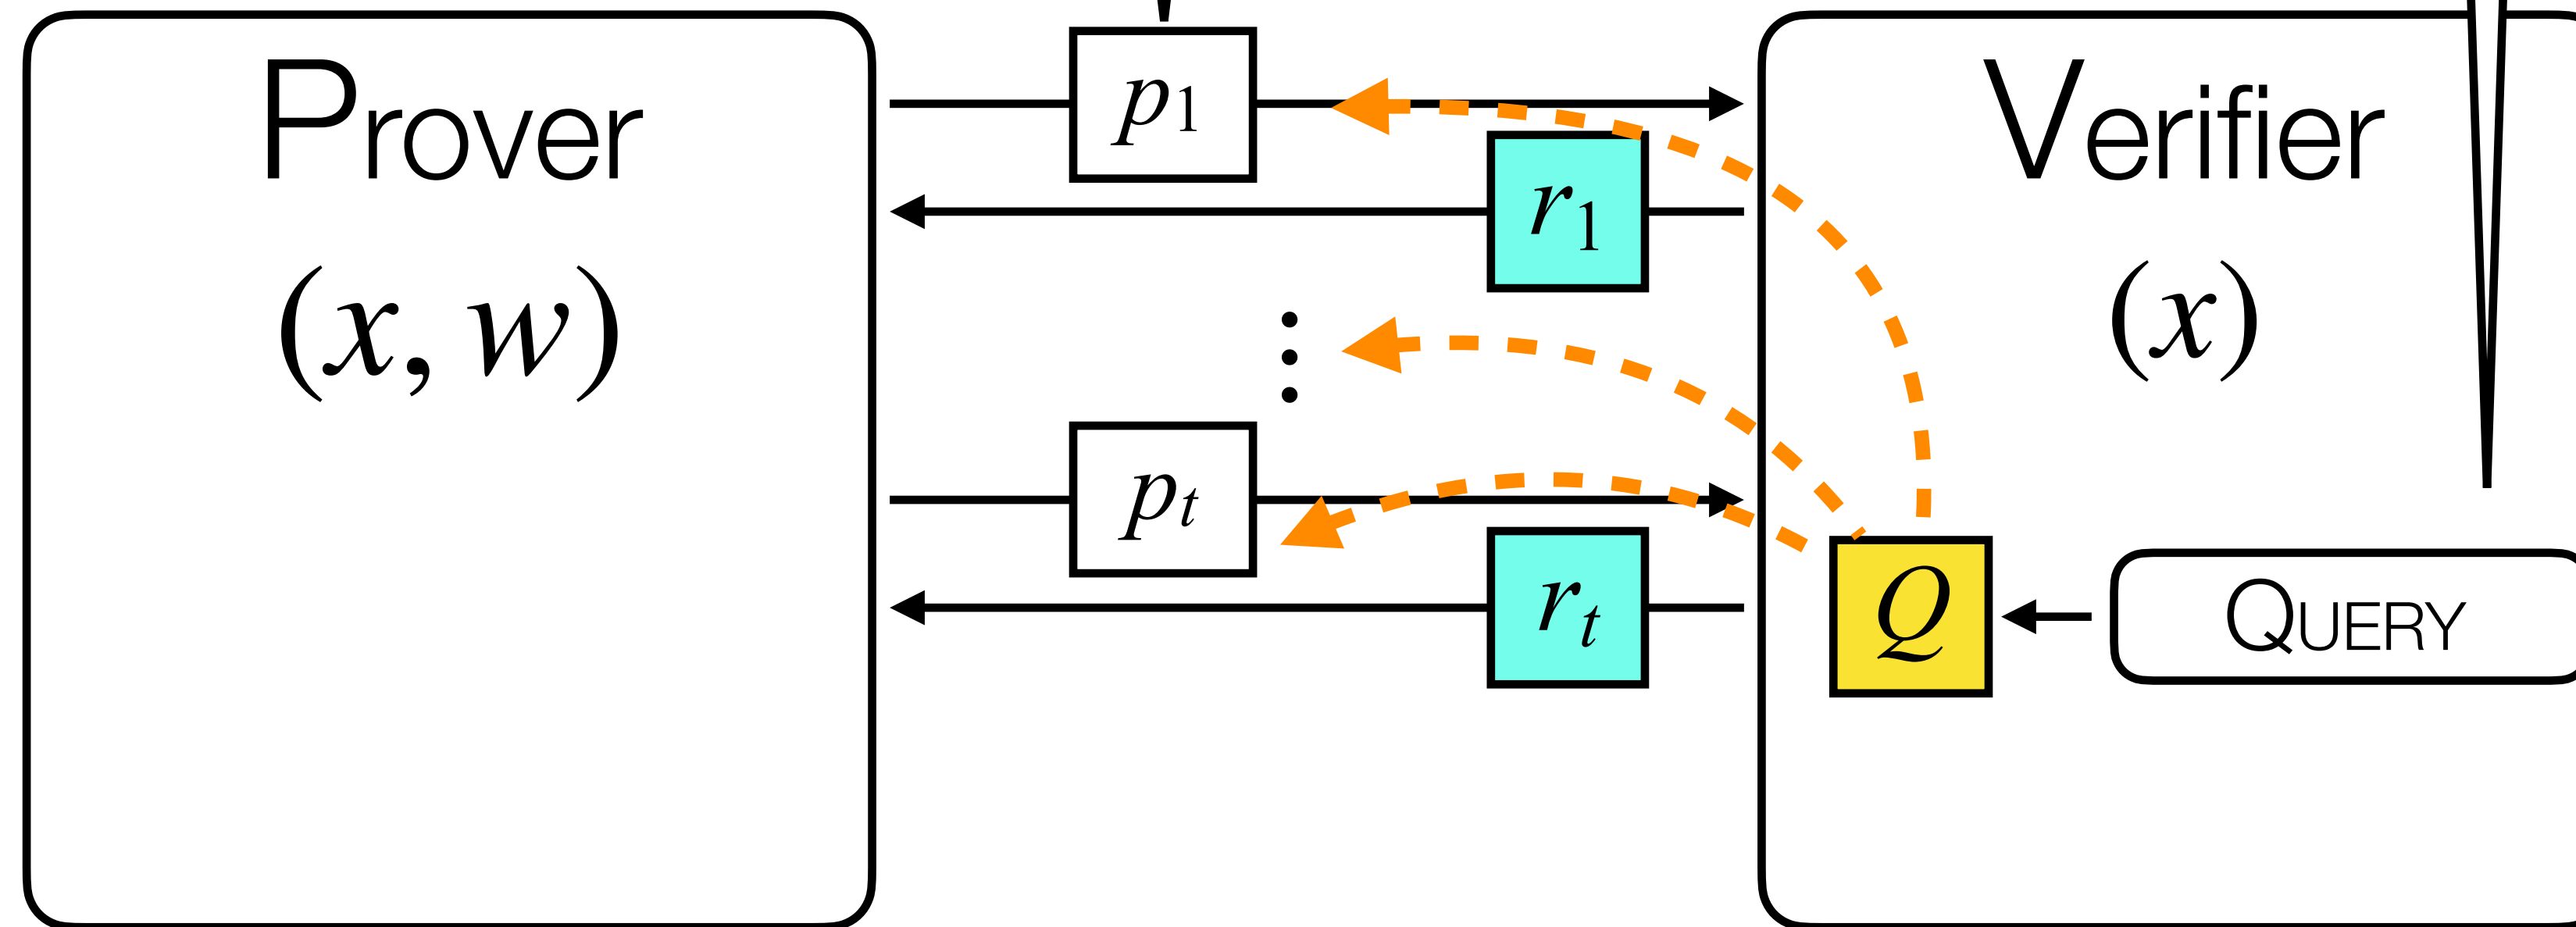 Prover
(x, w)
p₁
r₁
⋮
pₜ
rₜ
Verifier
(x)
Q
QUERY